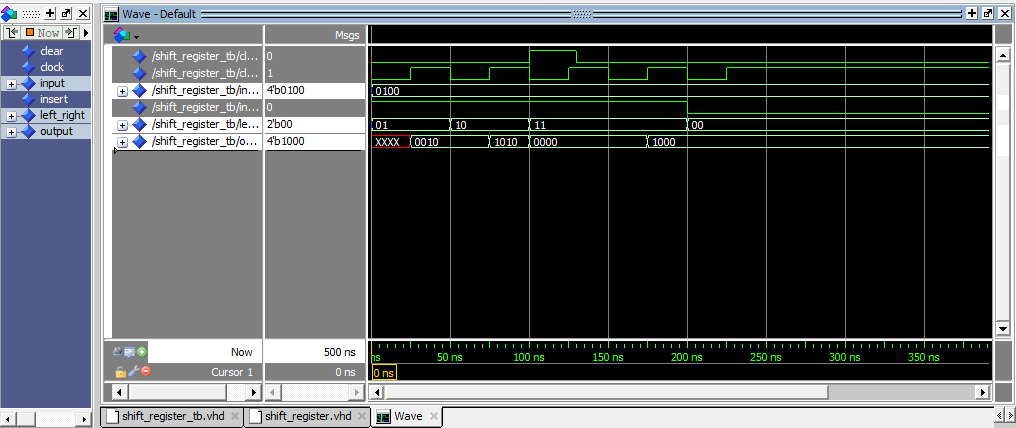 Wave - Default
Now
Msgs
clear
clock
input
insert
left_right
output
/shift_register_tb/cl... 0
/shift_register_tb/cl... 1
/shift_register_tb/in... 4'b0100 0100
/shift_register_tb/in... 0
/shift_register_tb/le... 2'b00 01 10 11 00
/shift_register_tb/o... 4'b1000 XXXX 0010 1010 0000 1000
Now 500 ns ns 50 ns 100 ns 150 ns 200 ns 250 ns 300 ns 350 ns
Cursor 1 0 ns 0 ns
shift_register_tb.vhd shift_register.vhd Wave